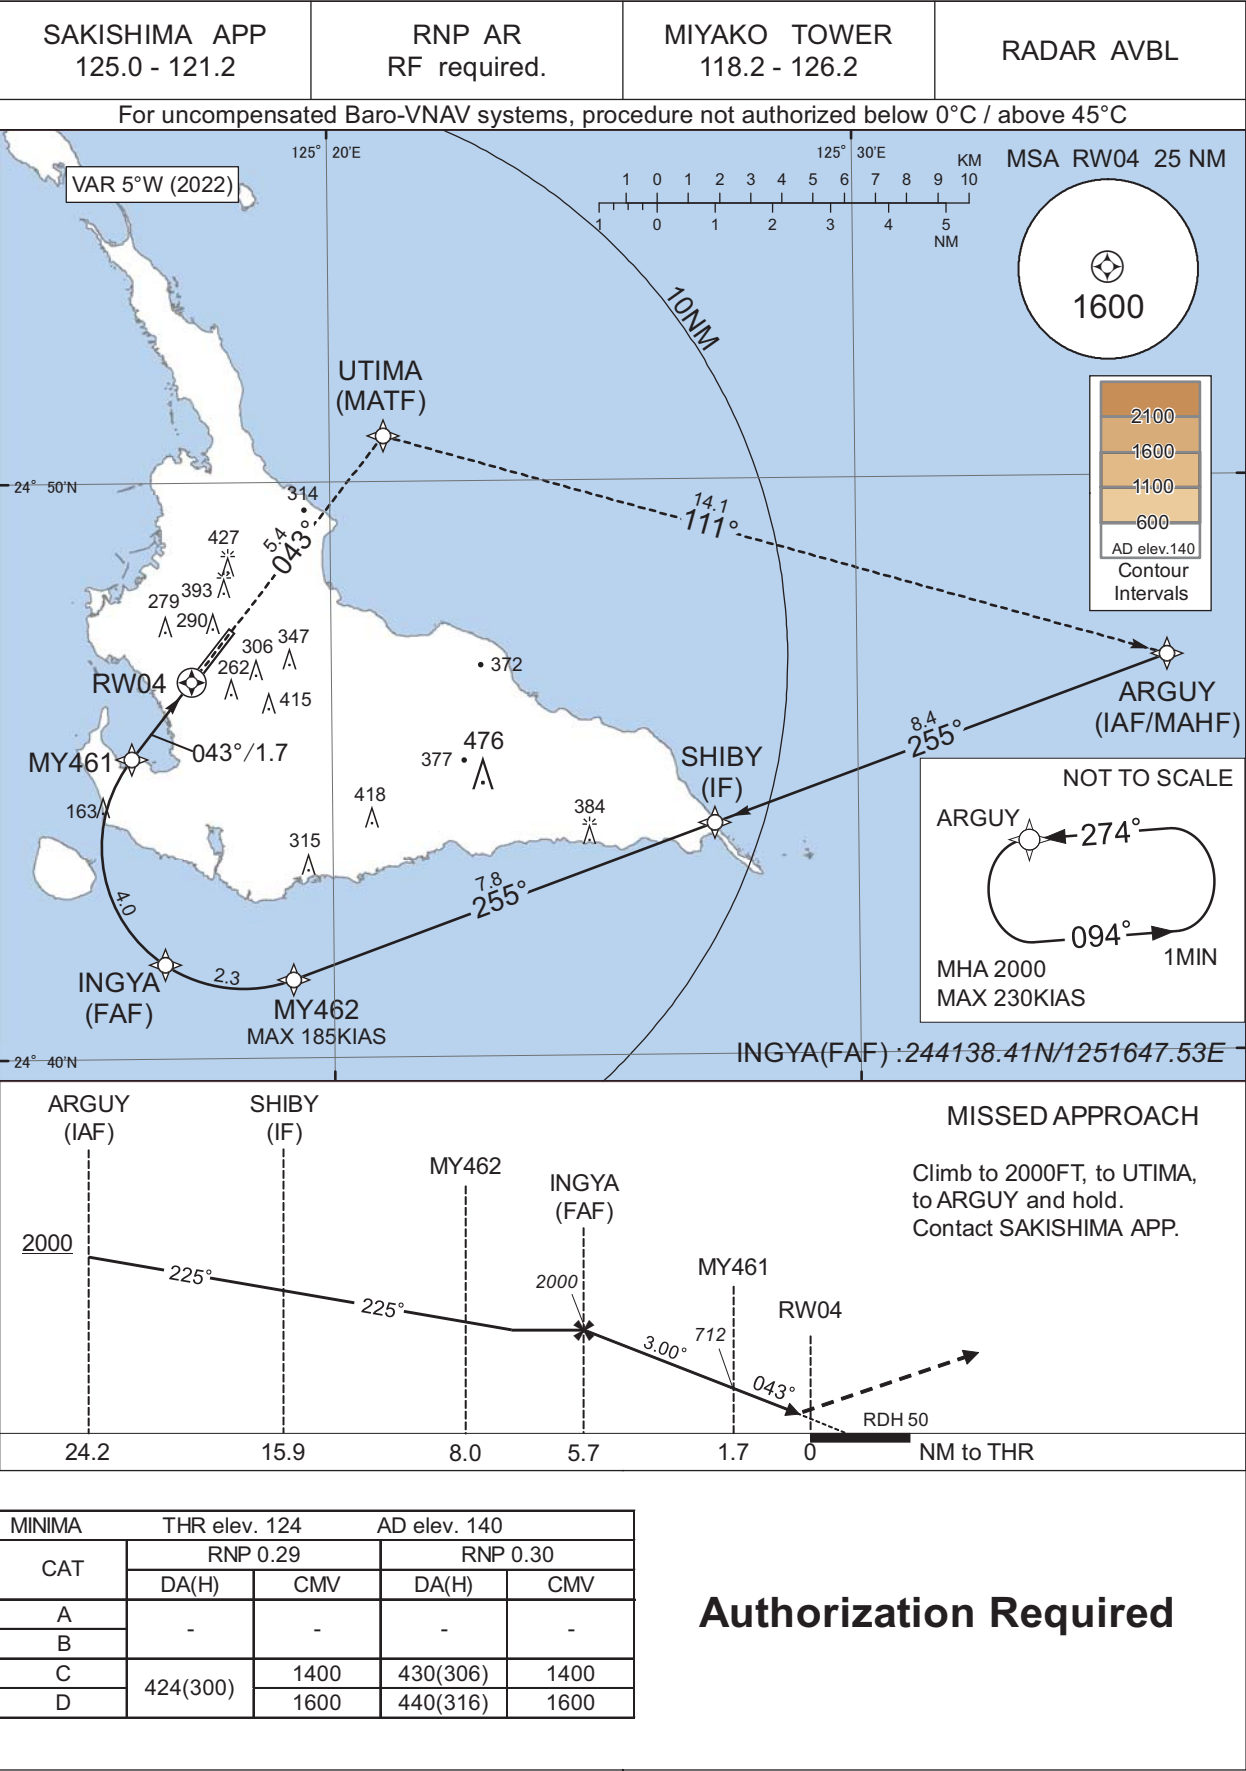 SAKISHIMA APP
125.0 - 121.2
RNP AR
RF required.
MIYAKO TOWER
118.2 - 126.2
RADAR AVBL
For uncompensated Baro-VNAV systems, procedure not authorized below 0°C / above 45°C
125° 20'E
125° 30'E
VAR 5°W (2022)
KM
1 0 1 2 3 4 5 6 7 8 9 10
1 0 1 2 3 4 5
NM
MSA RW04 25 NM
1600
10NM
UTIMA
(MATF)
2100
1600
1100
600
AD elev.140
Contour
Intervals
24° 50'N
314
14.1
111°
427
5.4
043°
393
279
290
306
347
262
372
RW04
415
ARGUY
(IAF/MAHF)
8.4
255°
043°/1.7
MY461
377
476
SHIBY
(IF)
NOT TO SCALE
163
418
384
ARGUY
274°
315
7.8
255°
4.0
094°
1MIN
MHA 2000
MAX 230KIAS
INGYA
(FAF)
2.3
MY462
MAX 185KIAS
24° 40'N
INGYA(FAF) :244138.41N/1251647.53E
ARGUY
(IAF)
SHIBY
(IF)
MY462
INGYA
(FAF)
MY461
RW04
MISSED APPROACH
Climb to 2000FT, to UTIMA,
to ARGUY and hold.
Contact SAKISHIMA APP.
2000
225°
225°
2000
3.00°
712
043°
RDH 50
24.2 15.9 8.0 5.7 1.7 0 NM to THR
MINIMA THR elev. 124 AD elev. 140
CAT RNP 0.29 RNP 0.30
DA(H) CMV DA(H) CMV
A
B
- - - -
C 424(300) 1400 430(306) 1400
D 1600 440(316) 1600
Authorization Required